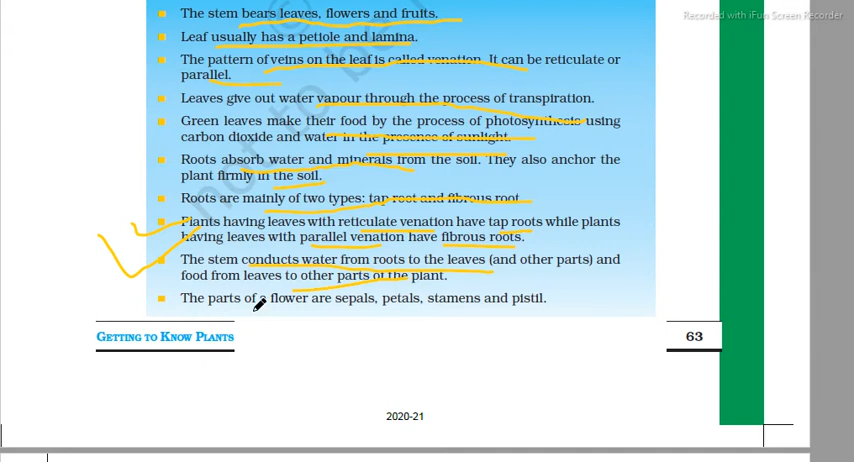 Recorded with iFun Screen Recorder
The stem bears leaves, flowers and fruits.
Leaf usually has a petiole and lamina.
The pattern of veins on the leaf is called venation. It can be reticulate or
parallel.
Leaves give out water vapour through the process of transpiration.
Green leaves make their food by the process of photosynthesis using
carbon dioxide and water in the presence of sunlight.
Roots absorb water and minerals from the soil. They also anchor the
plant firmly in the soil.
Roots are mainly of two types: tap root and fibrous root.
Plants having leaves with reticulate venation have tap roots while plants
having leaves with parallel venation have fibrous roots.
The stem conducts water from roots to the leaves (and other parts) and
food from leaves to other parts of the plant.
The parts of a flower are sepals, petals, stamens and pistil.
GETTING TO KNOW PLANTS
63
2020-21